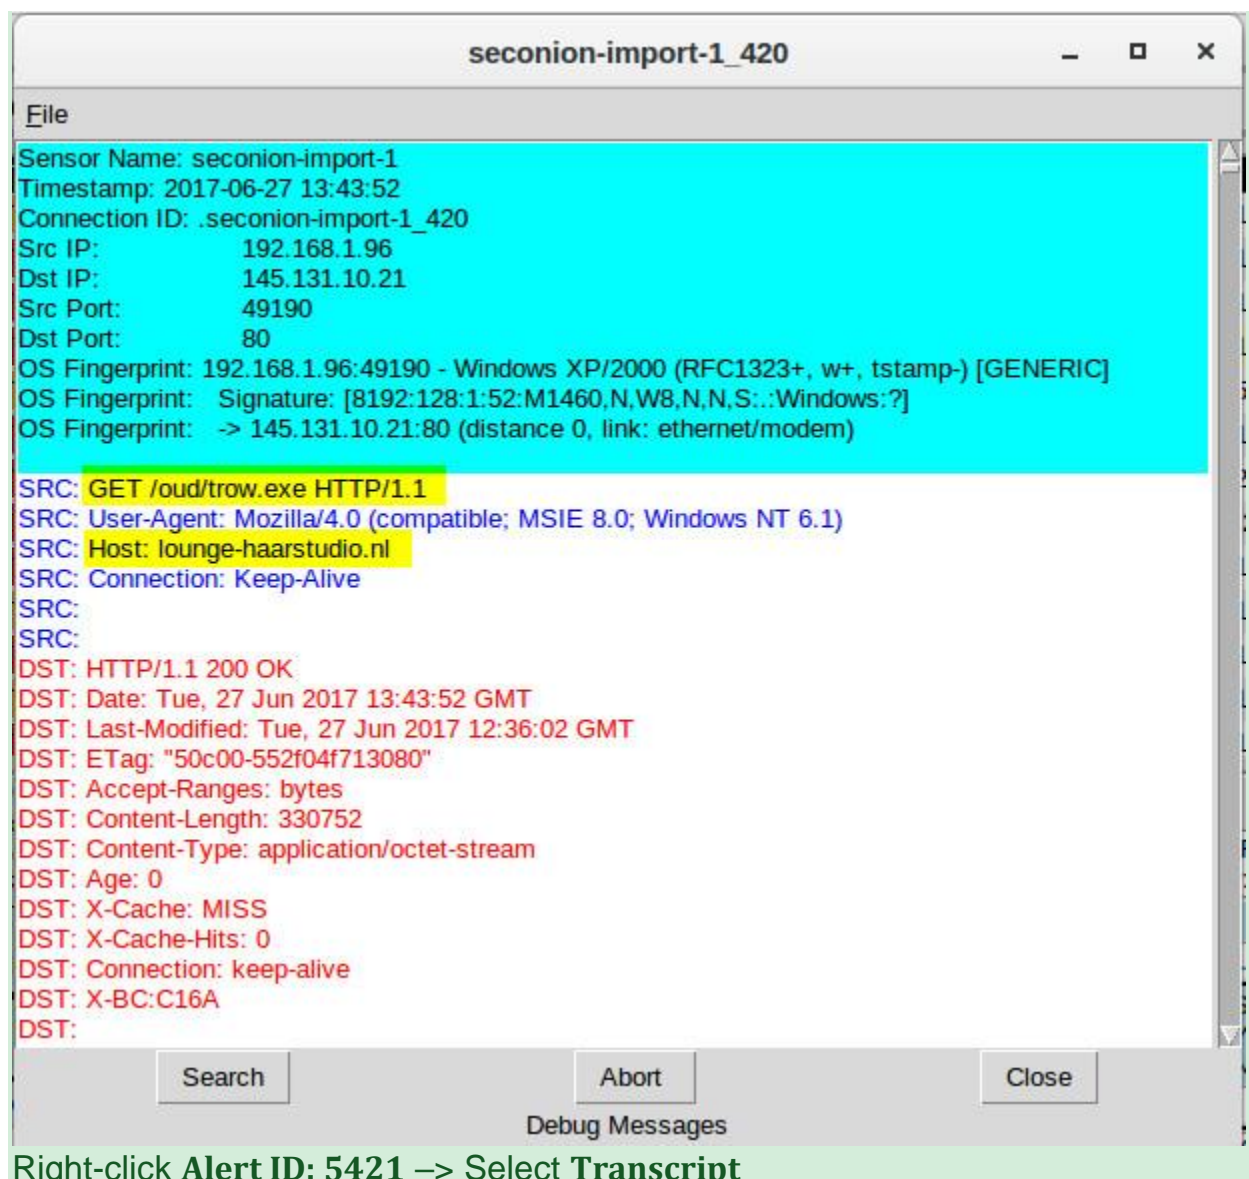 seconion-import-1_420
File
Sensor Name: seconion-import-1
Timestamp: 2017-06-27 13:43:52
Connection ID: .seconion-import-1_420
Src IP: 192.168.1.96
Dst IP: 145.131.10.21
Src Port: 49190
Dst Port: 80
OS Fingerprint: 192.168.1.96:49190 - Windows XP/2000 (RFC1323+, w+, tstamp-) [GENERIC]
OS Fingerprint: Signature: [8192:128:1:52:M1460,N,W8,N,N,S:.:Windows:?]
OS Fingerprint: -> 145.131.10.21:80 (distance 0, link: ethernet/modem)
SRC: GET /oud/trow.exe HTTP/1.1
SRC: User-Agent: Mozilla/4.0 (compatible; MSIE 8.0; Windows NT 6.1)
SRC: Host: lounge-haarstudio.nl
SRC: Connection: Keep-Alive
SRC:
SRC:
DST: HTTP/1.1 200 OK
DST: Date: Tue, 27 Jun 2017 13:43:52 GMT
DST: Last-Modified: Tue, 27 Jun 2017 12:36:02 GMT
DST: ETag: "50c00-552f04f713080"
DST: Accept-Ranges: bytes
DST: Content-Length: 330752
DST: Content-Type: application/octet-stream
DST: Age: 0
DST: X-Cache: MISS
DST: X-Cache-Hits: 0
DST: Connection: keep-alive
DST: X-BC:C16A
DST:
Search Abort Close
Debug Messages
Right-click Alert ID: 5421 –> Select Transcript